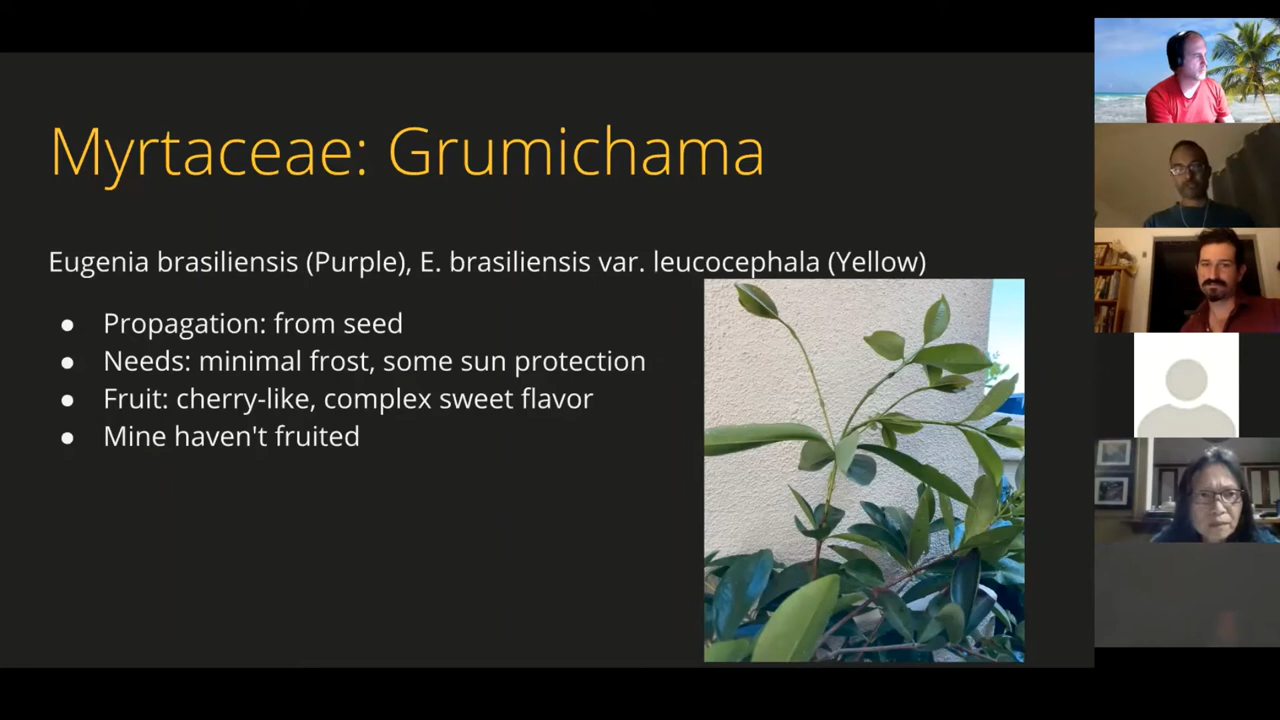 Myrtaceae: Grumichama
Eugenia brasiliensis (Purple), E. brasiliensis var. leucocephala (Yellow)
● Propagation: from seed
● Needs: minimal frost, some sun protection
● Fruit: cherry-like, complex sweet flavor
● Mine haven't fruited